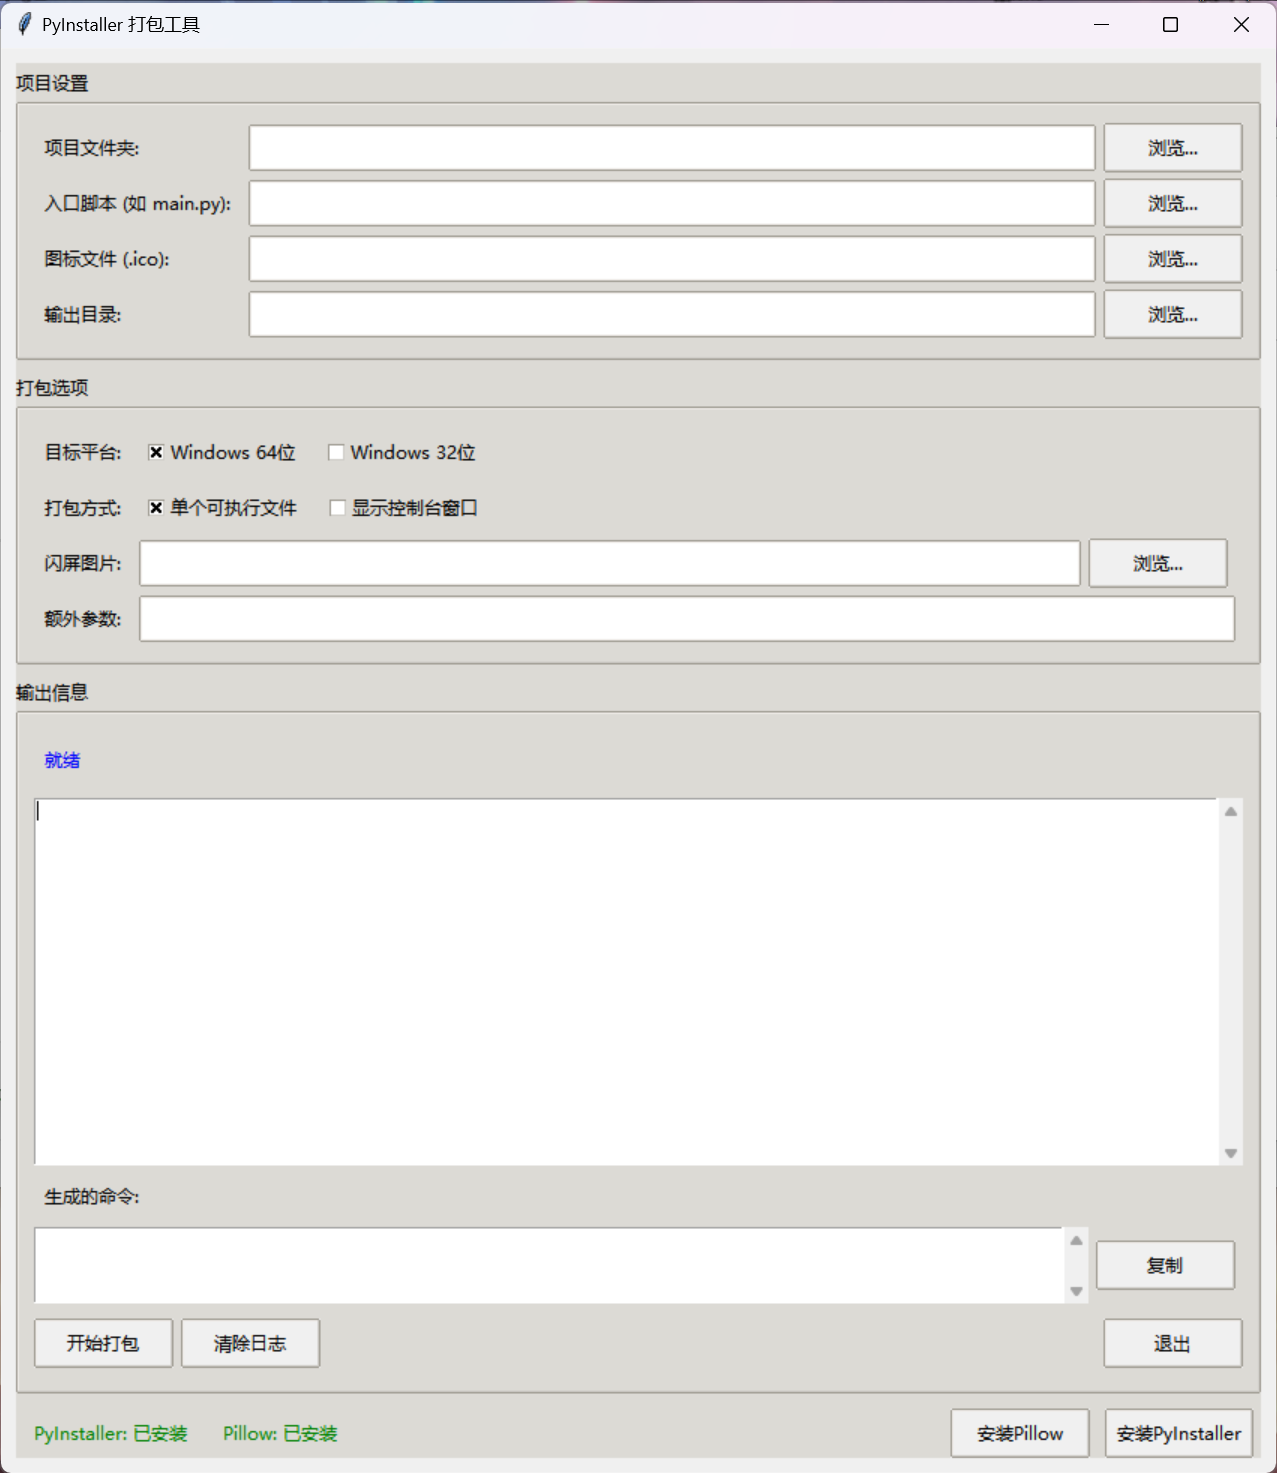 PyInstaller 打包工具
项目设置
项目文件夹: 浏览...
入口脚本 (如 main.py): 浏览...
图标文件 (.ico): 浏览...
输出目录: 浏览...
打包选项
目标平台: Windows 64位 Windows 32位
打包方式: 单个可执行文件 显示控制台窗口
闪屏图片: 浏览...
额外参数:
输出信息
就绪
生成的命令:
复制
开始打包 清除日志 退出
PyInstaller: 已安装 Pillow: 已安装 安装Pillow 安装PyInstaller